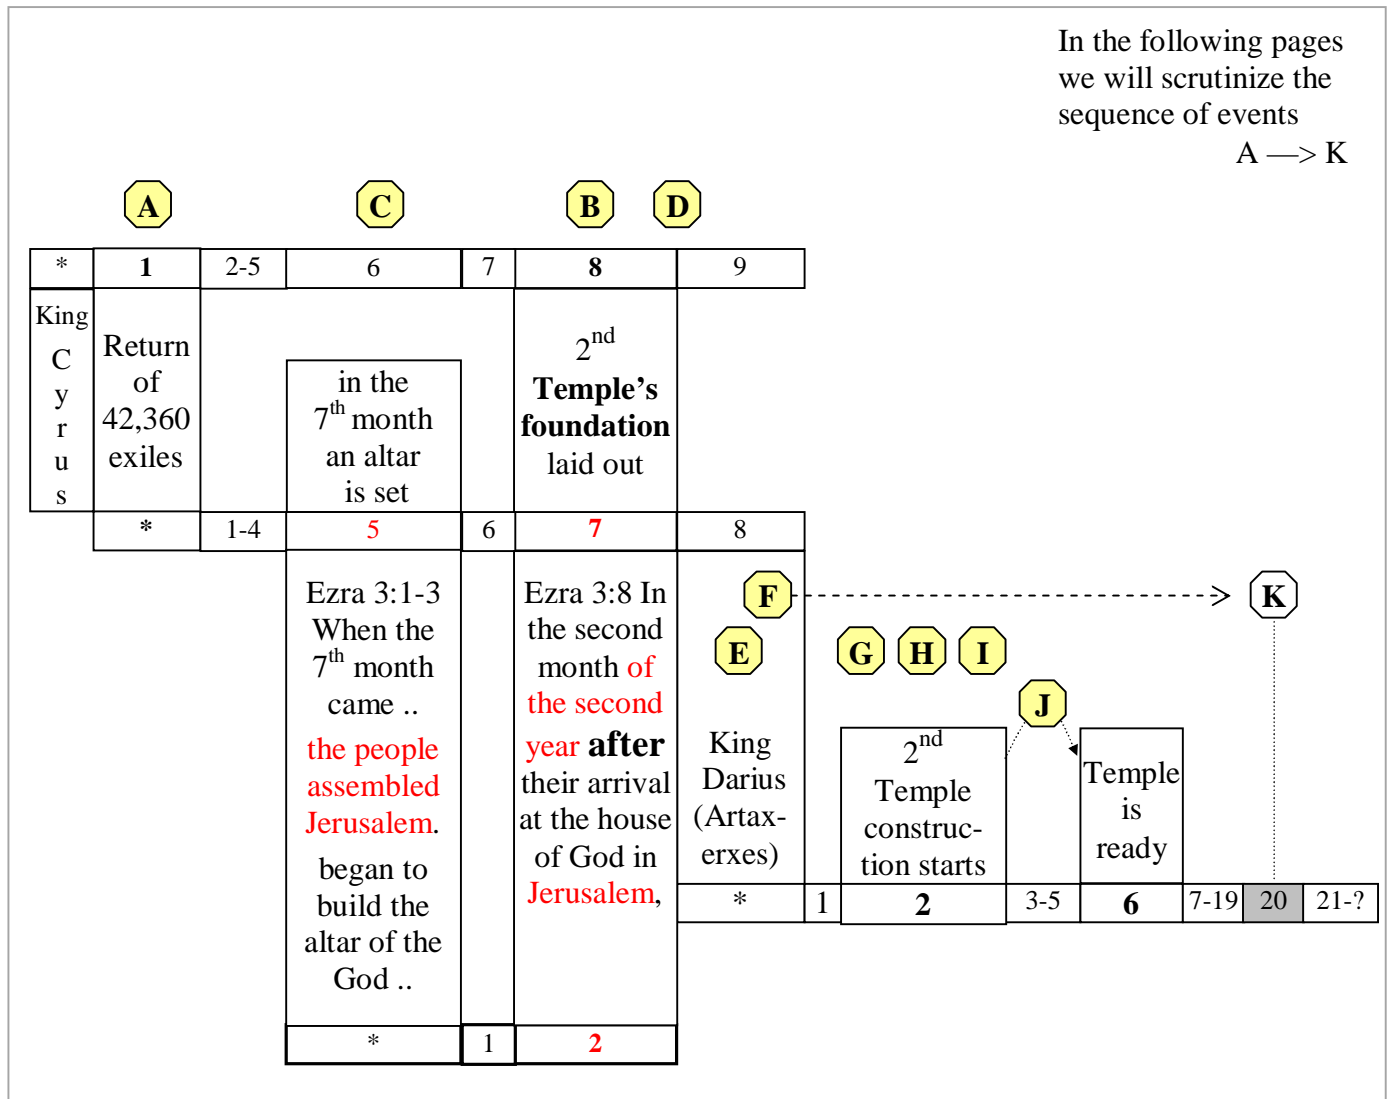 In the following pages
we will scrutinize the
sequence of events
A —> K
A C B D
* 1 2-5 6 7 8 9
King
C
y
r
u
s
Return
of
42,360
exiles
in the
7th month
an altar
is set
2nd
Temple’s
foundation
laid out
* 1-4 5 6 7 8
Ezra 3:1-3
When the
7th month
came ..
the people
assembled
Jerusalem.
began to
build the
altar of the
God ..
Ezra 3:8 In
the second
month of
the second
year after
their arrival
at the house
of God in
Jerusalem,
F K
E G H I
J
King
Darius
(Artax-
erxes)
2nd
Temple
construc-
tion starts
Temple
is
ready
* 1 2 3-5 6 7-19 20 21-?
* 1 2